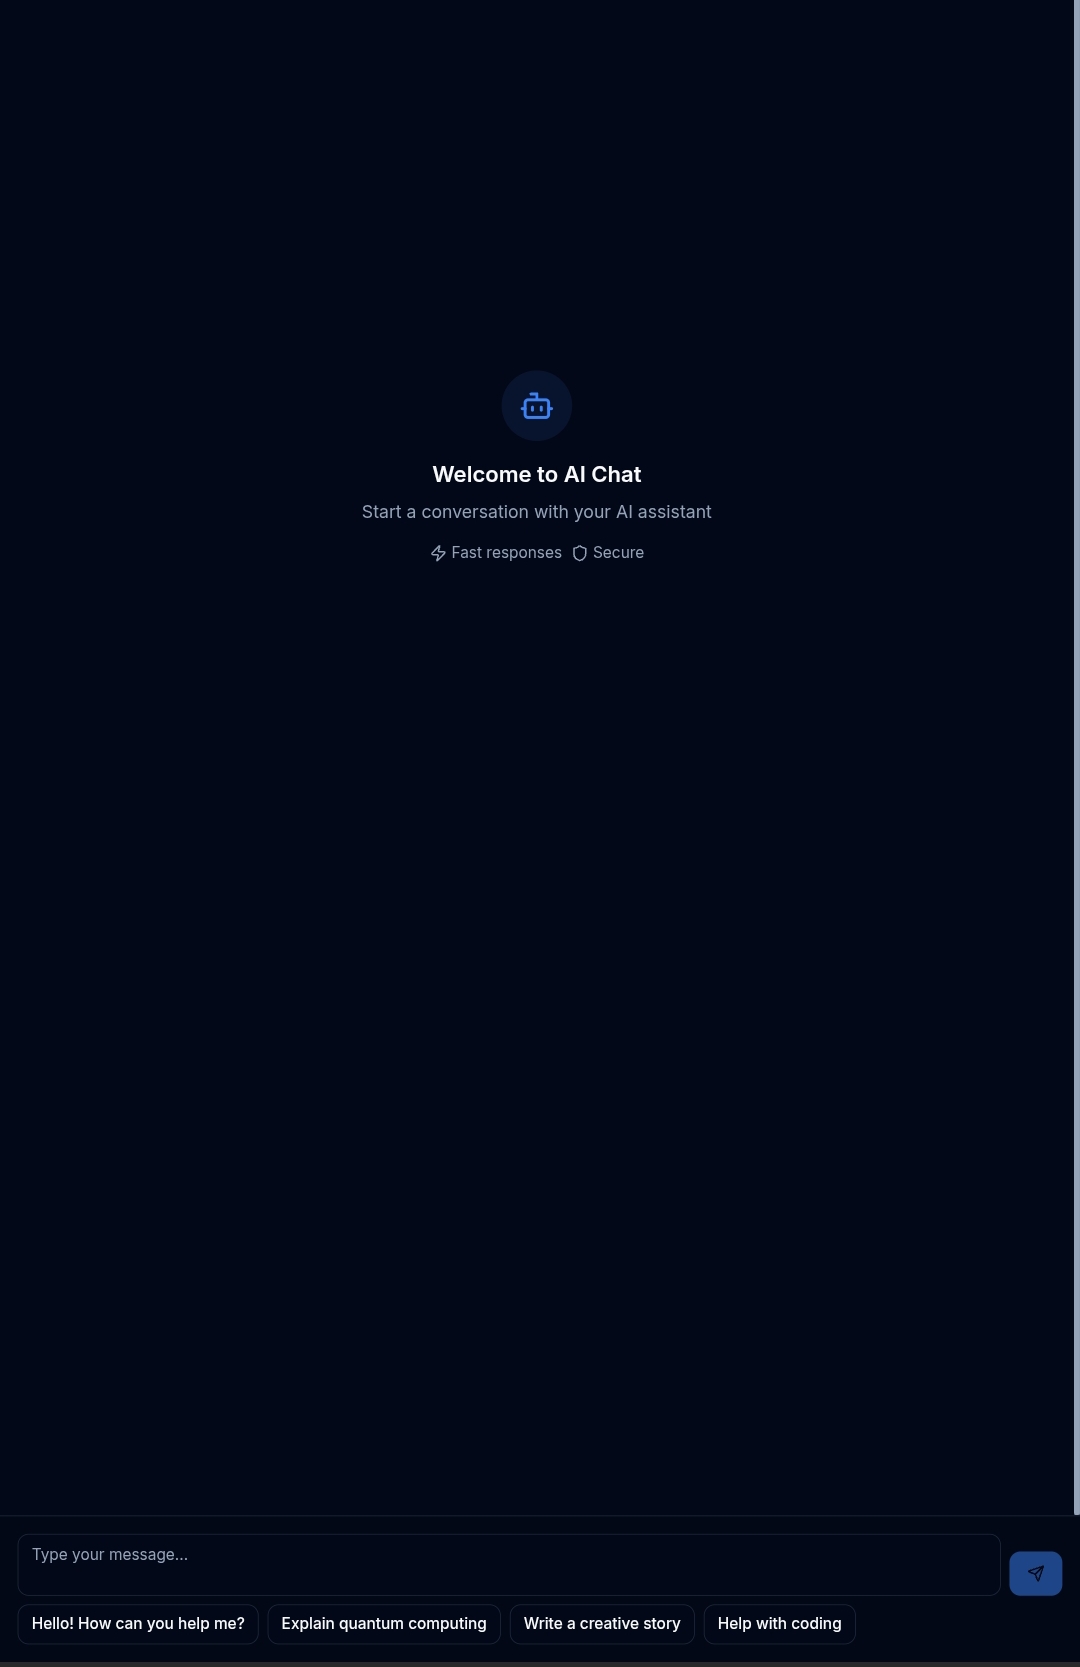 Welcome to AI Chat
Start a conversation with your AI assistant
Fast responses Secure
Type your message...
Hello! How can you help me? Explain quantum computing Write a creative story Help with coding